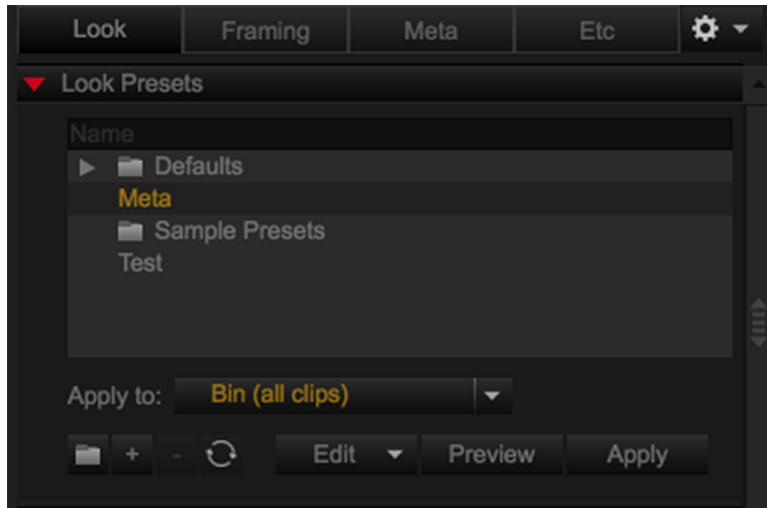 Look Framing Meta Etc
Look Presets
Name
Defaults
Meta
Sample Presets
Test
Apply to: Bin (all clips)
+ - Edit Preview Apply